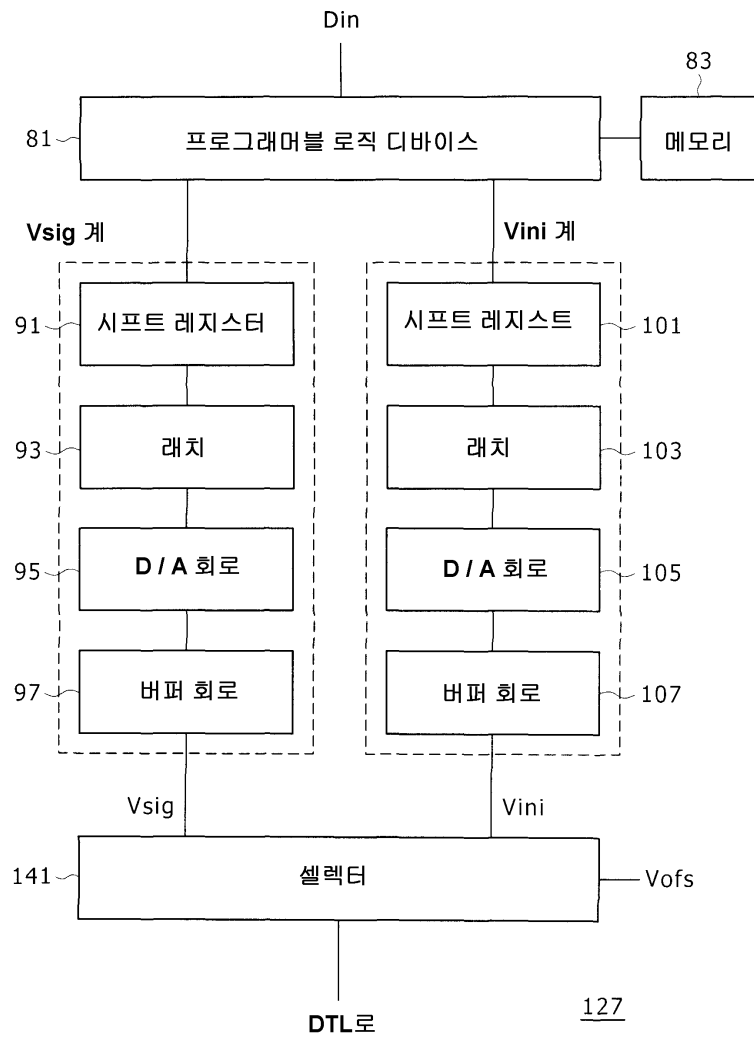 Din
83
81
프로그래머블 로직 디바이스
메모리
Vsig 계
Vini 계
91
시프트 레지스터
시프트 레지스트
101
93
래치
래치
103
95
D / A 회로
D / A 회로
105
97
버퍼 회로
버퍼 회로
107
Vsig
Vini
141
셀렉터
Vofs
DTL로
127